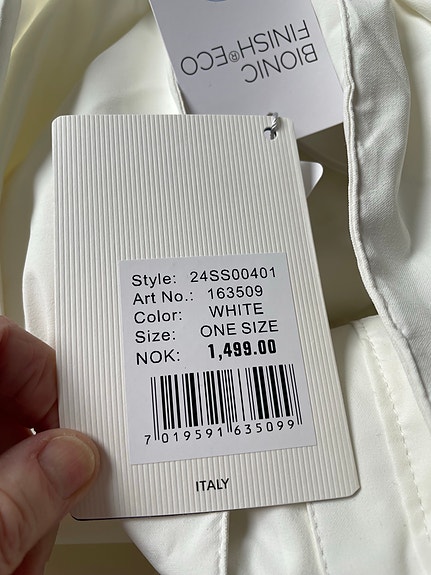 BIONIC
FINISH®ECO
Style: 24SS00401
Art No.: 163509
Color: WHITE
Size: ONE SIZE
NOK: 1,499.00
7 019591 635099
ITALY